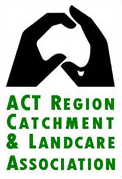 ACT REGION
CATCHMENT
& LANDCARE
ASSOCIATION